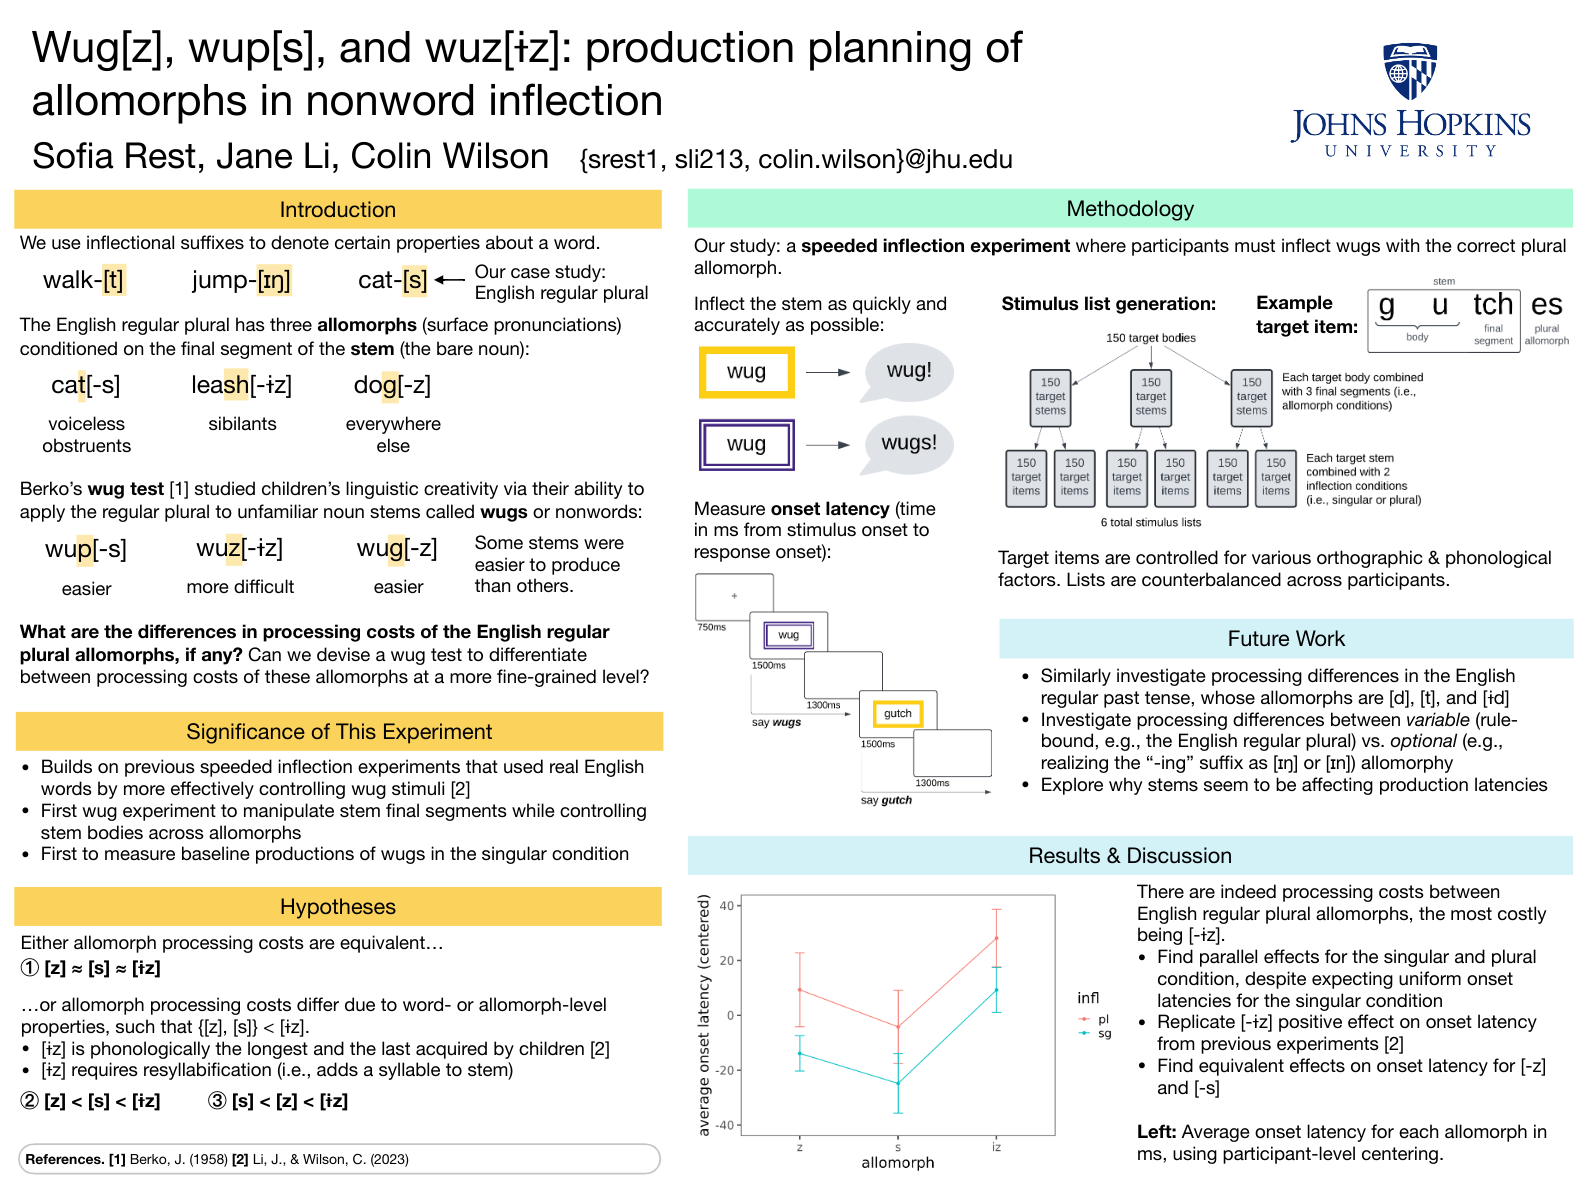 Wug[z], wup[s], and wuz[ɨz]: production planning of
allomorphs in nonword inflection
Sofia Rest, Jane Li, Colin Wilson {srest1, sli213, colin.wilson}@jhu.edu
JOHNS HOPKINS
UNIVERSITY
Introduction
We use inflectional suffixes to denote certain properties about a word.
walk-[t] jump-[ɪŋ] cat-[s]
Our case study:
English regular plural
The English regular plural has three allomorphs (surface pronunciations)
conditioned on the final segment of the stem (the bare noun):
cat[-s] leash[-ɨz] dog[-z]
voiceless
obstruents
sibilants
everywhere
else
Berko’s wug test [1] studied children’s linguistic creativity via their ability to
apply the regular plural to unfamiliar noun stems called wugs or nonwords:
wup[-s] wuz[-ɨz] wug[-z]
easier more difficult easier
Some stems were
easier to produce
than others.
What are the differences in processing costs of the English regular
plural allomorphs, if any? Can we devise a wug test to differentiate
between processing costs of these allomorphs at a more fine-grained level?
Significance of This Experiment
• Builds on previous speeded inflection experiments that used real English
words by more effectively controlling wug stimuli [2]
• First wug experiment to manipulate stem final segments while controlling
stem bodies across allomorphs
• First to measure baseline productions of wugs in the singular condition
Hypotheses
Either allomorph processing costs are equivalent…
① [z] ≈ [s] ≈ [ɨz]
…or allomorph processing costs differ due to word- or allomorph-level
properties, such that {[z], [s]} < [ɨz].
• [ɨz] is phonologically the longest and the last acquired by children [2]
• [ɨz] requires resyllabification (i.e., adds a syllable to stem)
② [z] < [s] < [ɨz] ③ [s] < [z] < [ɨz]
References. [1] Berko, J. (1958) [2] Li, J., & Wilson, C. (2023)
Methodology
Our study: a speeded inflection experiment where participants must inflect wugs with the correct plural
allomorph.
Inflect the stem as quickly and
accurately as possible:
wug wug!
wug wugs!
Measure onset latency (time
in ms from stimulus onset to
response onset):
+
750ms
wug
1500ms
1300ms
say wugs
gutch
1500ms
1300ms
say gutch
Stimulus list generation:
Example
target item:
stem
g u tch es
body
final
segment
plural
allomorph
150 target bodies
150
target
stems
150
target
stems
150
target
stems
Each target body combined
with 3 final segments (i.e.,
allomorph conditions)
150
target
items
150
target
items
150
target
items
150
target
items
150
target
items
150
target
items
Each target stem
combined with 2
inflection conditions
(i.e., singular or plural)
6 total stimulus lists
Target items are controlled for various orthographic & phonological
factors. Lists are counterbalanced across participants.
Future Work
• Similarly investigate processing differences in the English
regular past tense, whose allomorphs are [d], [t], and [ɨd]
• Investigate processing differences between variable (rule-
bound, e.g., the English regular plural) vs. optional (e.g.,
realizing the “-ing” suffix as [ɪŋ] or [ɪn]) allomorphy
• Explore why stems seem to be affecting production latencies
Results & Discussion
average onset latency (centered)
40
20
0
-20
-40
z s iz
allomorph
infl
pl
sg
There are indeed processing costs between
English regular plural allomorphs, the most costly
being [-ɨz].
• Find parallel effects for the singular and plural
condition, despite expecting uniform onset
latencies for the singular condition
• Replicate [-ɨz] positive effect on onset latency
from previous experiments [2]
• Find equivalent effects on onset latency for [-z]
and [-s]
Left: Average onset latency for each allomorph in
ms, using participant-level centering.